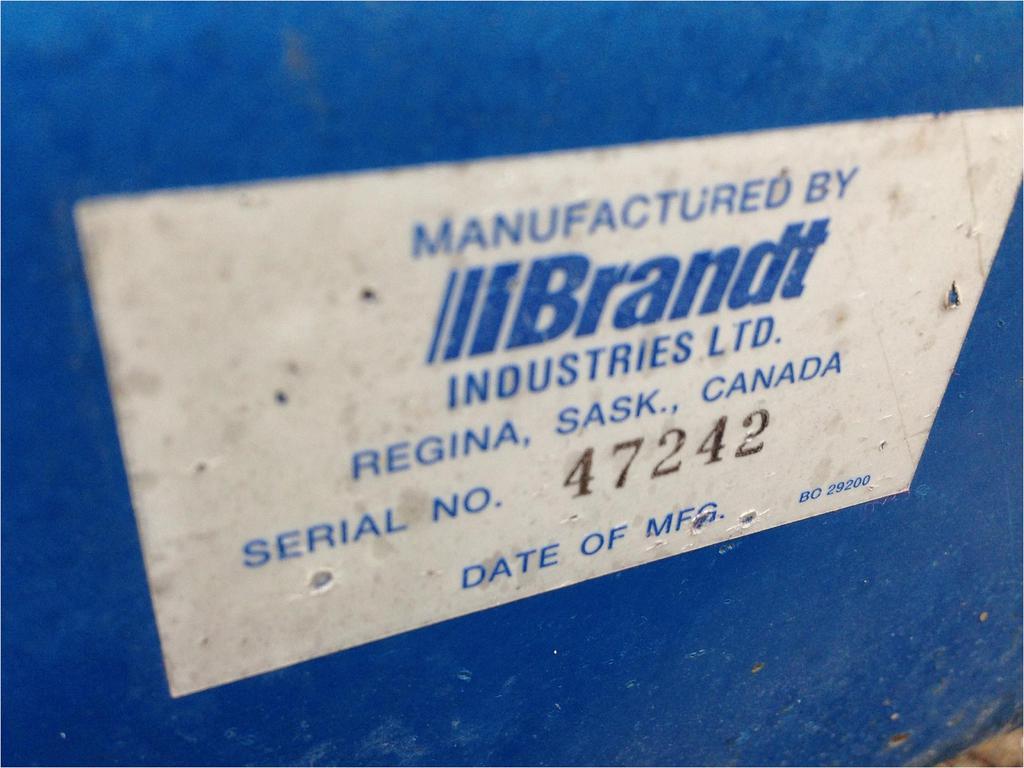 MANUFACTURED BY
Brandt
INDUSTRIES LTD.
REGINA, SASK., CANADA
SERIAL NO. 47242
DATE OF MFG.
BO 29200